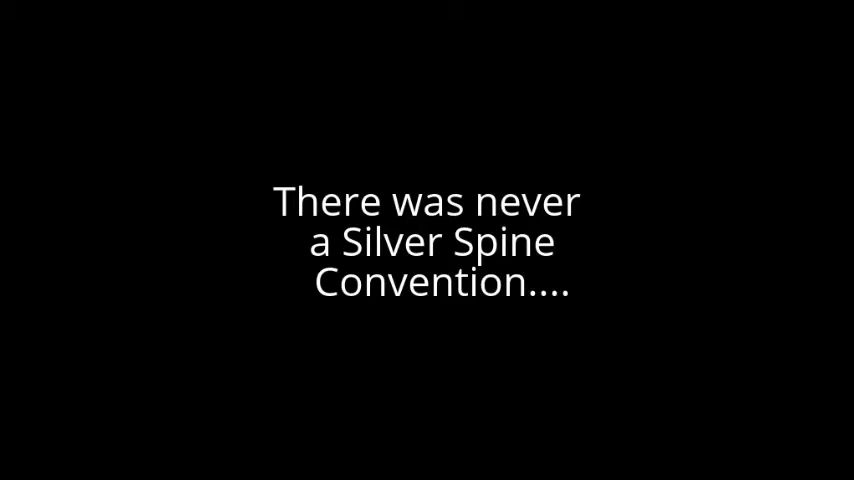 There was never
a Silver Spine
Convention....